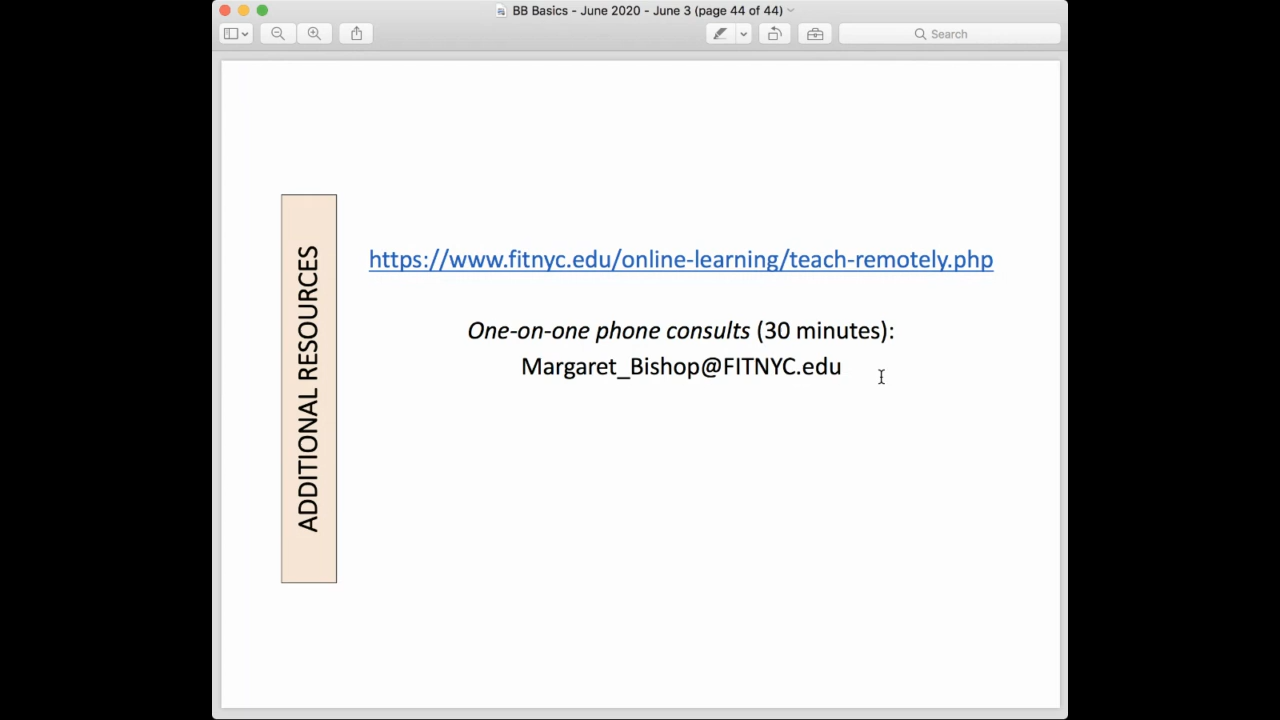 BB Basics - June 2020 - June 3 (page 44 of 44)
Search
ADDITIONAL RESOURCES
https://www.fitnyc.edu/online-learning/teach-remotely.php
One-on-one phone consults (30 minutes):
Margaret_Bishop@FITNYC.edu